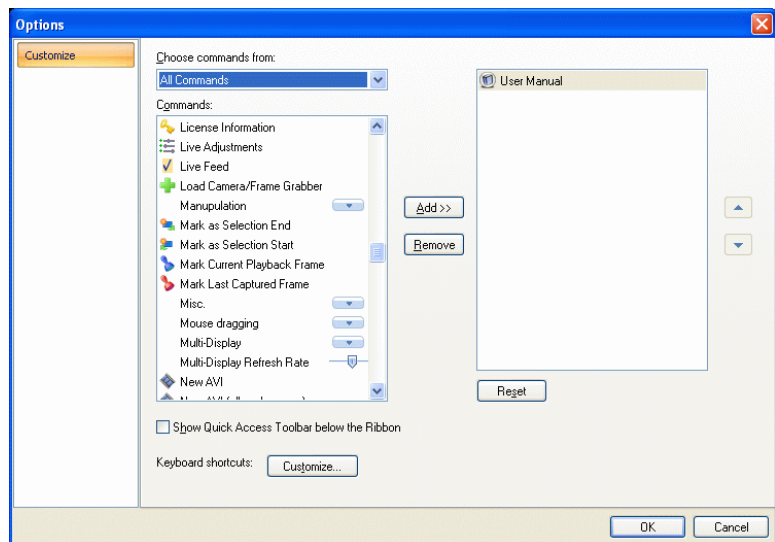 Options
Customize
Choose commands from:
All Commands
Commands:
License Information
Live Adjustments
Live Feed
Load Camera/Frame Grabber
Manupulation
Mark as Selection End
Mark as Selection Start
Mark Current Playback Frame
Mark Last Captured Frame
Misc.
Mouse dragging
Multi-Display
Multi-Display Refresh Rate
New AVI
Add >>
Remove
User Manual
Reset
Show Quick Access Toolbar below the Ribbon
Keyboard shortcuts:
Customize...
OK
Cancel